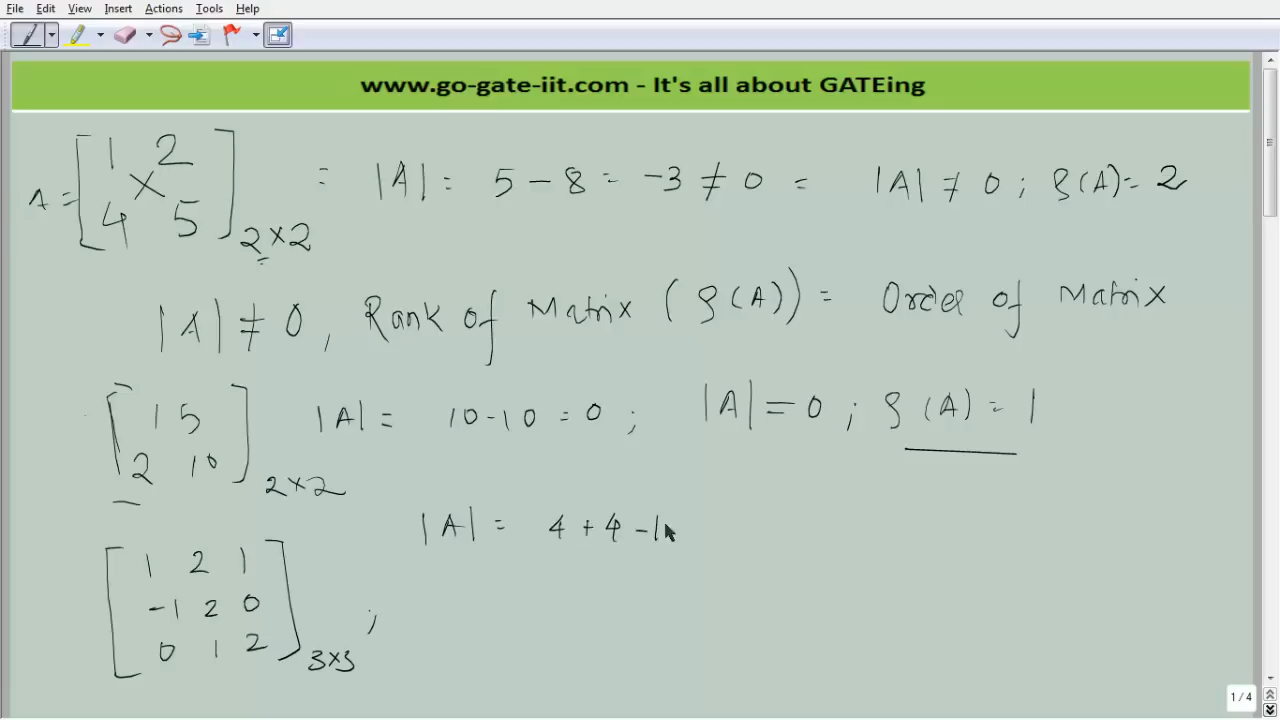 File Edit View Insert Actions Tools Help
www.go-gate-iit.com - It's all about GATEing
A = [ 1 2 = |A| = 5 - 8 = -3 ≠ 0 = |A| ≠ 0 ; ρ(A) = 2
4 5 ] 2×2
|A| ≠ 0, Rank of Matrix (ρ(A)) = Order of Matrix
[ 1 5 |A| = 10 - 10 = 0 ; |A| = 0 ; ρ(A) = 1
2 10 ] 2×2
|A| = 4 + 4 - 1
[ 1 2 1
-1 2 0
0 1 2 ] 3×3 ;
1 / 4